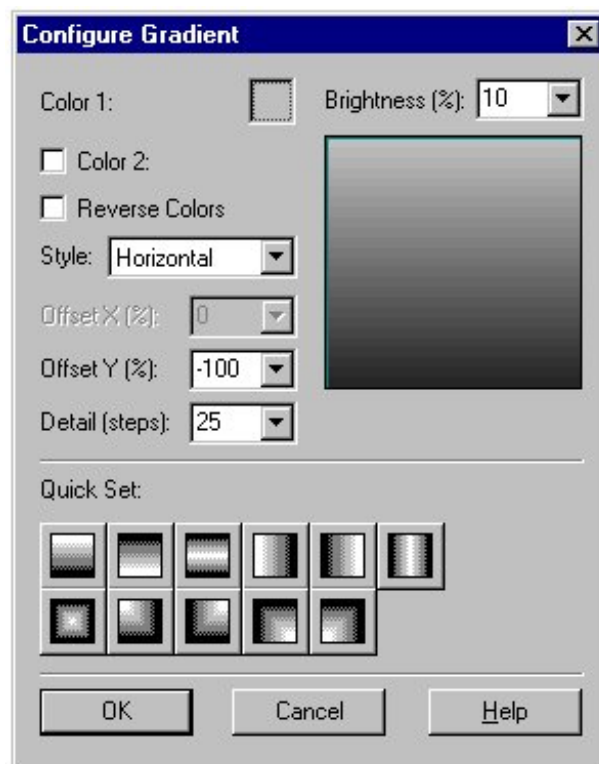 Configure Gradient
Color 1:
Brightness (%): 10
Color 2:
Reverse Colors
Style: Horizontal
Offset X (%): 0
Offset Y (%): -100
Detail (steps): 25
Quick Set:
OK Cancel Help